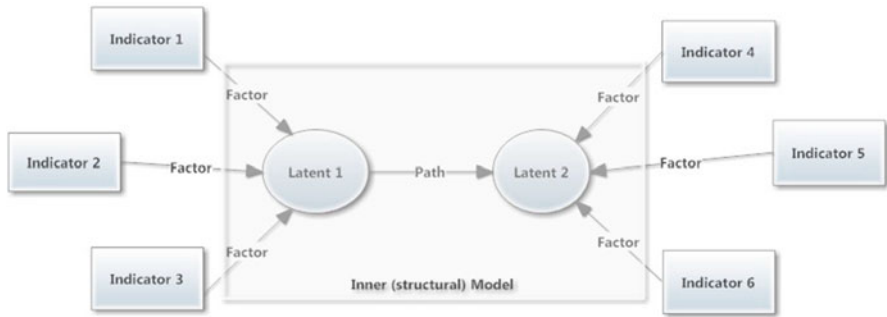 Indicator 1
Indicator 4
Factor
Factor
Indicator 2
Factor
Latent 1
Path
Latent 2
Factor
Indicator 5
Factor
Factor
Indicator 3
Inner (structural) Model
Indicator 6